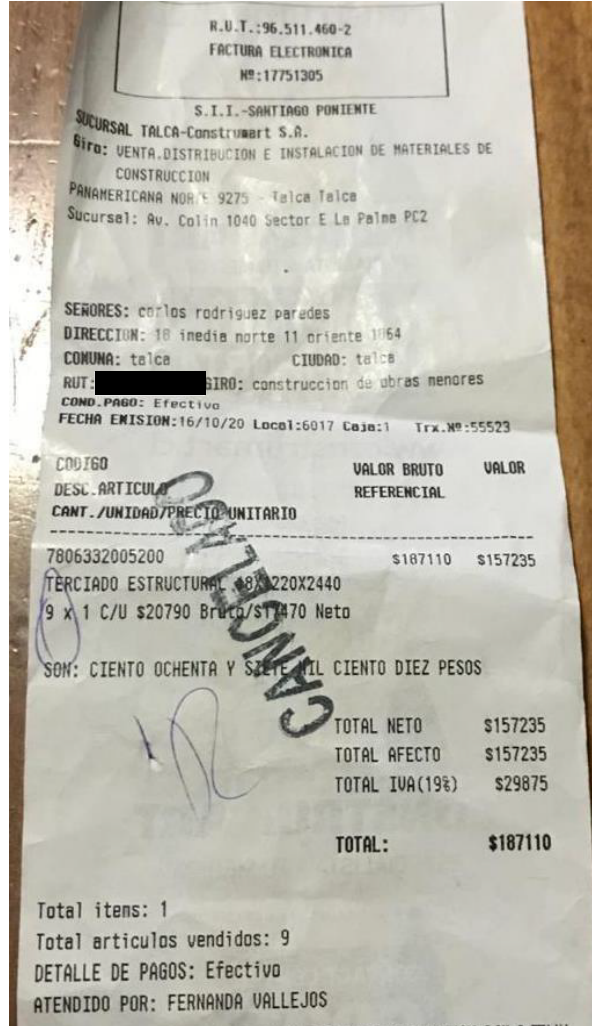 R.U.T.:96.511.460-2
FACTURA ELECTRONICA
Nº:17751305
S.I.I.-SANTIAGO PONIENTE
SUCURSAL TALCA-Construmart S.A.
Giro: VENTA.DISTRIBUCION E INSTALACION DE MATERIALES DE
CONSTRUCCION
PANAMERICANA NORTE 9275 - Talca Talca
Sucursal: Av. Colin 1040 Sector E La Palma PC2
SEÑORES: carlos rodriguez paredes
DIRECCION: 18 imedia norte 11 oriente 1864
COMUNA: talca CIUDAD: talca
RUT: GIRO: construccion de obras menores
COND.PAGO: Efectivo
FECHA EMISION:16/10/20 Local:6017 Caja:1 Trx.Nº:55523
CODIGO VALOR BRUTO VALOR
DESC.ARTICULO REFERENCIAL
CANT./UNIDAD/PRECIO UNITARIO
7806332005200 $187110 $157235
TERCIADO ESTRUCTURAL 18X1220X2440
9 x 1 C/U $20790 Bruto/$17470 Neto
CANCELADO
SON: CIENTO OCHENTA Y SIETE MIL CIENTO DIEZ PESOS
TOTAL NETO $157235
TOTAL AFECTO $157235
TOTAL IVA(19%) $29875
TOTAL: $187110
Total items: 1
Total articulos vendidos: 9
DETALLE DE PAGOS: Efectivo
ATENDIDO POR: FERNANDA VALLEJOS